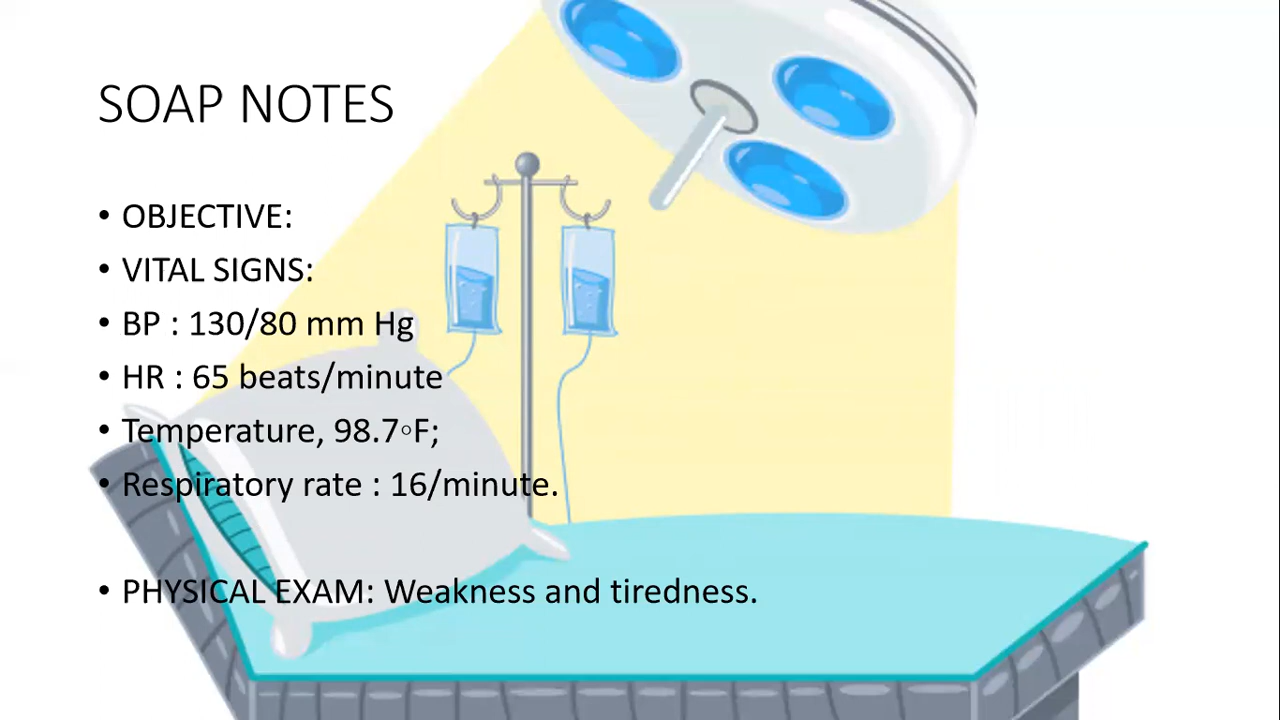 SOAP NOTES
• OBJECTIVE:
• VITAL SIGNS:
• BP : 130/80 mm Hg
• HR : 65 beats/minute
• Temperature, 98.7◦F;
• Respiratory rate : 16/minute.
• PHYSICAL EXAM: Weakness and tiredness.